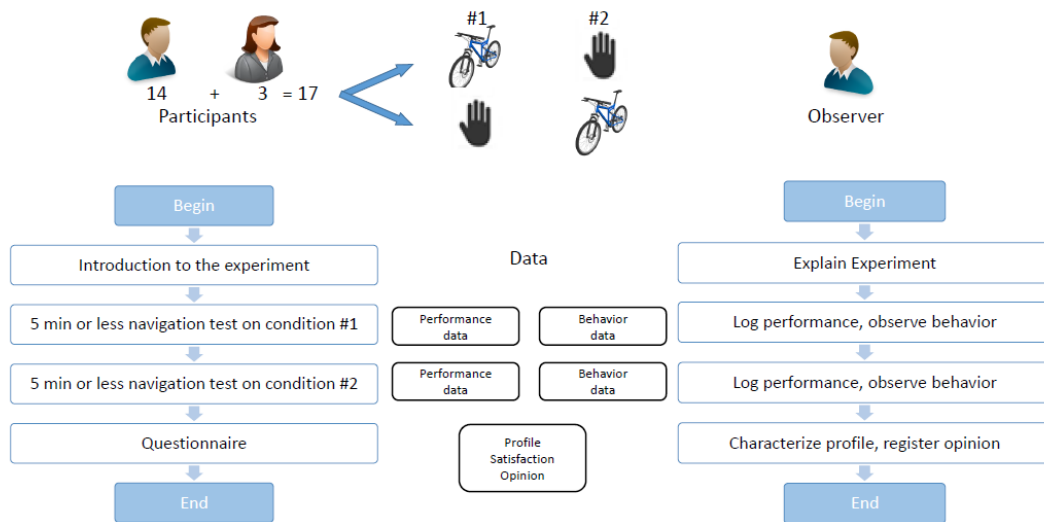 #1 #2
14 + 3 = 17
Participants
Observer
Begin
Introduction to the experiment
5 min or less navigation test on condition #1
5 min or less navigation test on condition #2
Questionnaire
End
Data
Performance
data
Behavior
data
Performance
data
Behavior
data
Profile
Satisfaction
Opinion
Begin
Explain Experiment
Log performance, observe behavior
Log performance, observe behavior
Characterize profile, register opinion
End